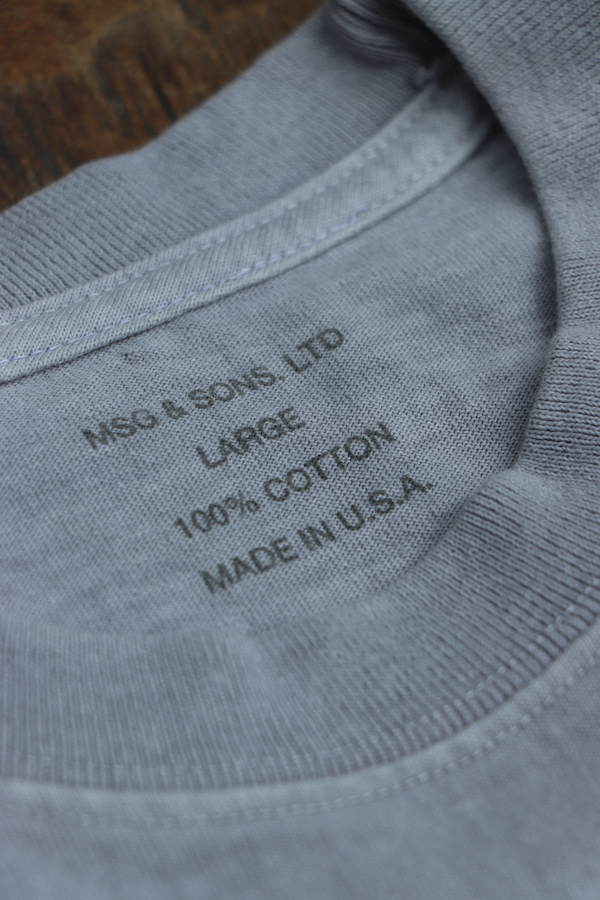 MSG & SONS. LTD
LARGE
100% COTTON
MADE IN U.S.A.